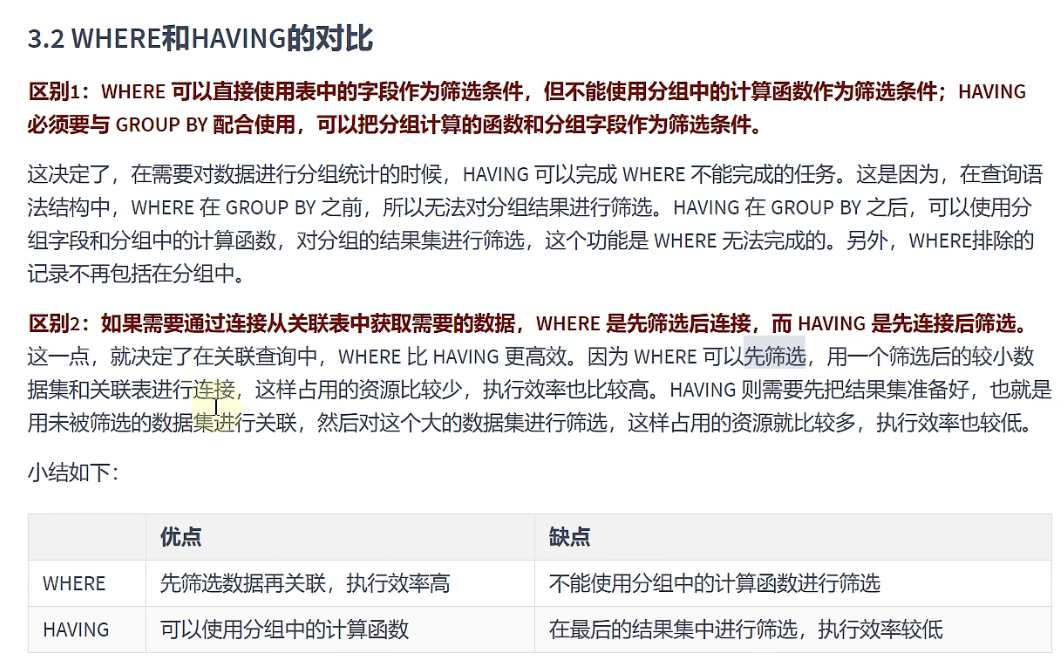 3.2 WHERE和HAVING的对比
区别1：WHERE 可以直接使用表中的字段作为筛选条件，但不能使用分组中的计算函数作为筛选条件；HAVING
必须要与 GROUP BY 配合使用，可以把分组计算的函数和分组字段作为筛选条件。
这决定了，在需要对数据进行分组统计的时候，HAVING 可以完成 WHERE 不能完成的任务。这是因为，在查询语
法结构中，WHERE 在 GROUP BY 之前，所以无法对分组结果进行筛选。HAVING 在 GROUP BY 之后，可以使用分
组字段和分组中的计算函数，对分组的结果集进行筛选，这个功能是 WHERE 无法完成的。另外，WHERE排除的
记录不再包括在分组中。
区别2：如果需要通过连接从关联表中获取需要的数据，WHERE 是先筛选后连接，而 HAVING 是先连接后筛选。
这一点，就决定了在关联查询中，WHERE 比 HAVING 更高效。因为 WHERE 可以先筛选，用一个筛选后的较小数
据集和关联表进行连接，这样占用的资源比较少，执行效率也比较高。HAVING 则需要先把结果集准备好，也就是
用未被筛选的数据集进行关联，然后对这个大的数据集进行筛选，这样占用的资源就比较多，执行效率也较低。
小结如下：
优点 缺点
WHERE 先筛选数据再关联，执行效率高 不能使用分组中的计算函数进行筛选
HAVING 可以使用分组中的计算函数 在最后的结果集中进行筛选，执行效率较低